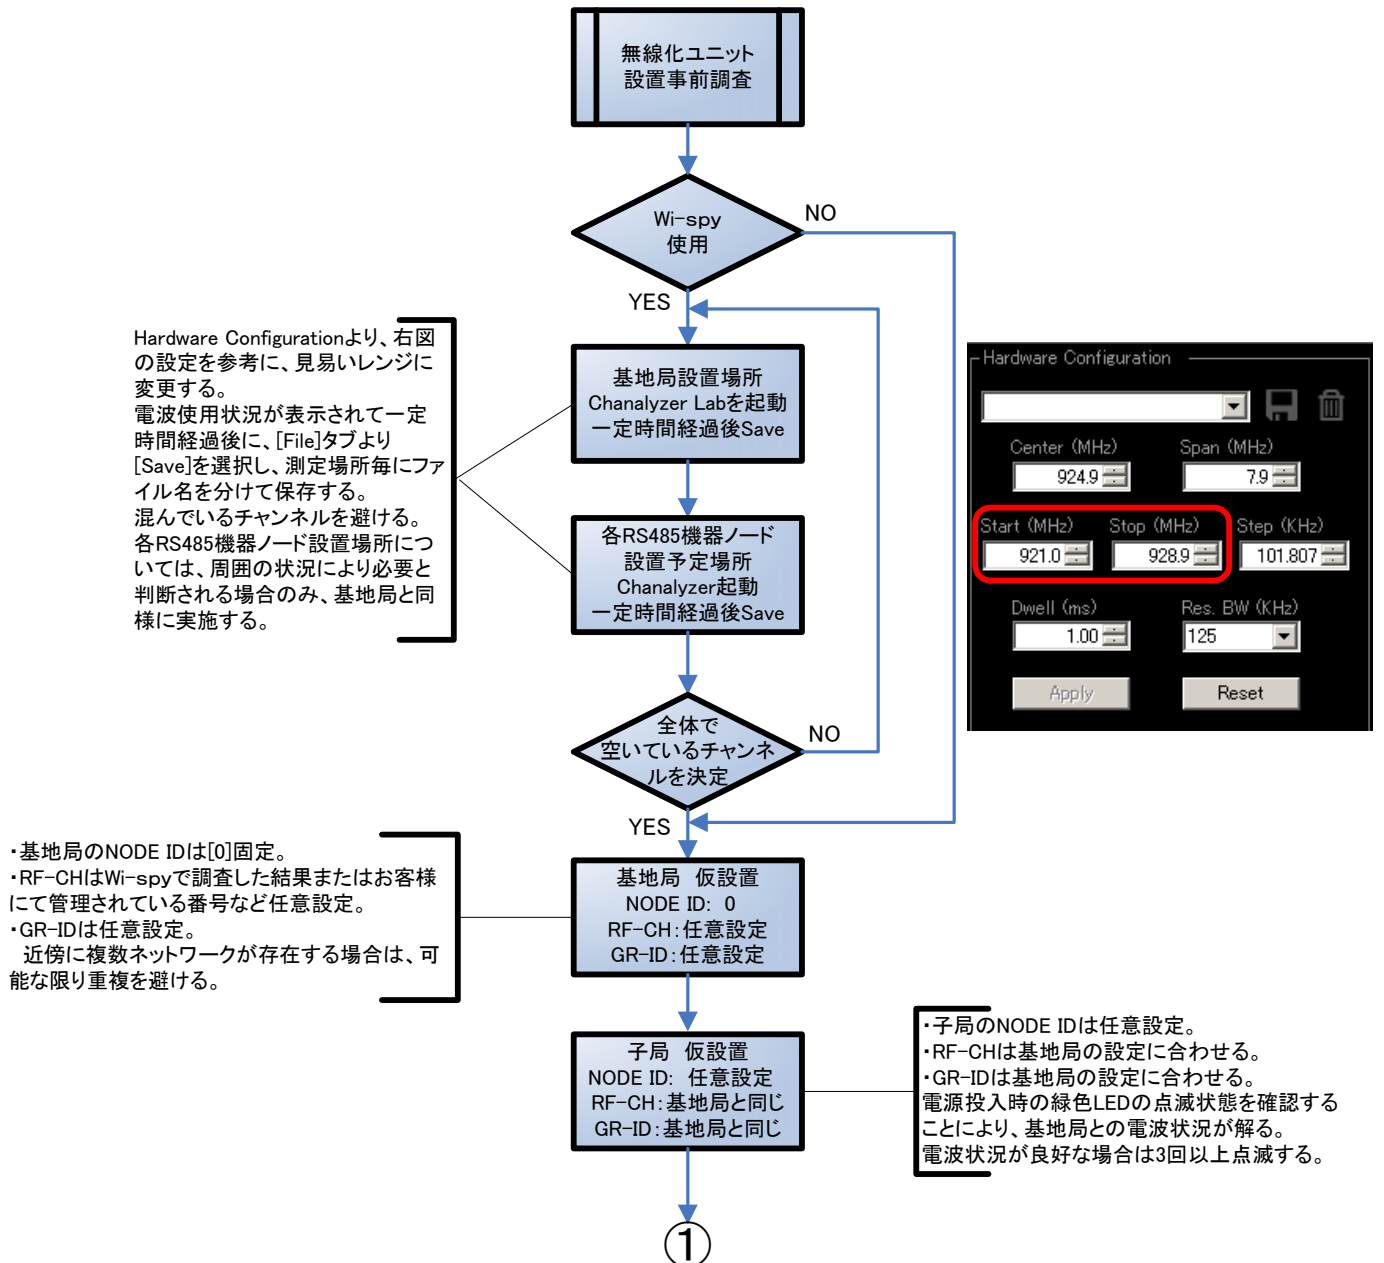 無線化ユニット
設置事前調査
Wi-spy
使用
NO
YES
Hardware Configurationより、右図
の設定を参考に、見易いレンジに
変更する。
電波使用状況が表示されて一定
時間経過後に、[File]タブより
[Save]を選択し、測定場所毎にファ
イル名を分けて保存する。
混んでいるチャンネルを避ける。
各RS485機器ノード設置場所につ
いては、周囲の状況により必要と
判断される場合のみ、基地局と同
様に実施する。
基地局設置場所
Chanalyzer Labを起動
一定時間経過後Save
各RS485機器ノード
設置予定場所
Chanalyzer起動
一定時間経過後Save
Hardware Configuration
Center (MHz)
Span (MHz)
924.9
7.9
Start (MHz)
Stop (MHz)
Step (KHz)
921.0
928.9
101.807
Dwell (ms)
Res. BW (KHz)
1.00
125
Apply
Reset
全体で
空いているチャンネ
ルを決定
NO
YES
・基地局のNODE IDは[0]固定。
・RF-CHはWi-spyで調査した結果またはお客様
にて管理されている番号など任意設定。
・GR-IDは任意設定。
近傍に複数ネットワークが存在する場合は、可
能な限り重複を避ける。
基地局 仮設置
NODE ID: 0
RF-CH:任意設定
GR-ID:任意設定
子局 仮設置
NODE ID: 任意設定
RF-CH:基地局と同じ
GR-ID:基地局と同じ
・子局のNODE IDは任意設定。
・RF-CHは基地局の設定に合わせる。
・GR-IDは基地局の設定に合わせる。
電源投入時の緑色LEDの点滅状態を確認する
ことにより、基地局との電波状況が解る。
電波状況が良好な場合は3回以上点滅する。
①